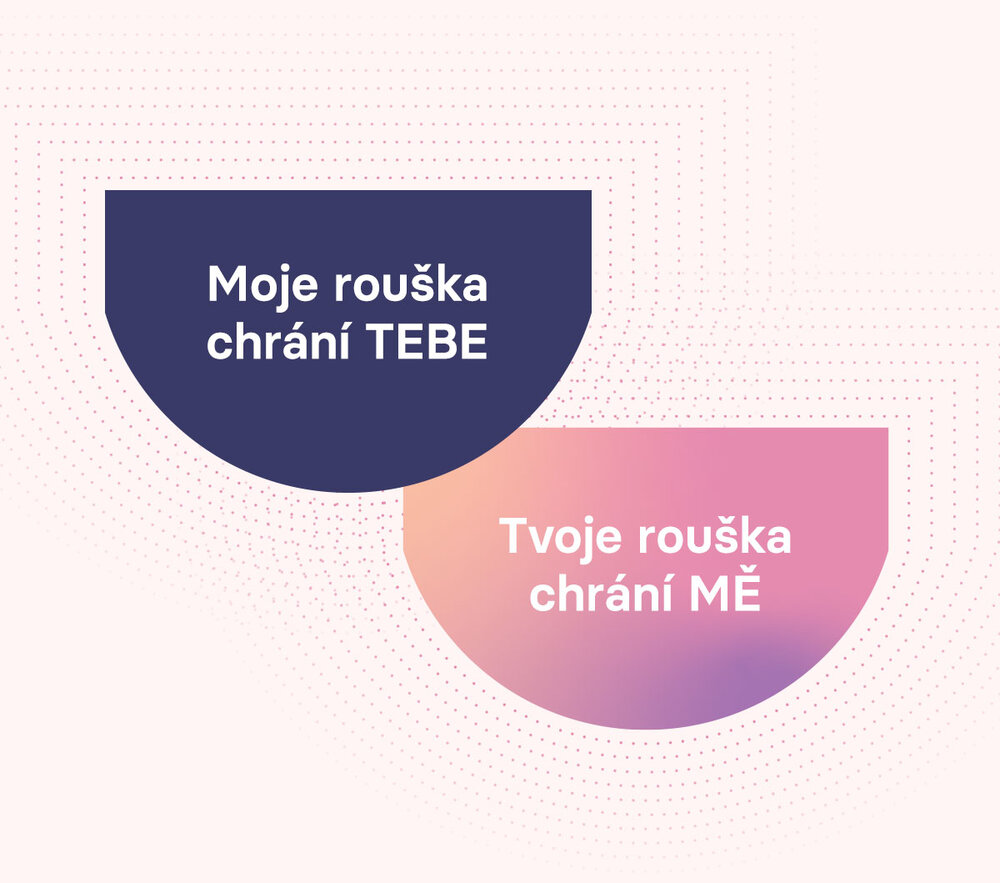 Moje rouška
chrání TEBE
Tvoje rouška
chrání MĚ